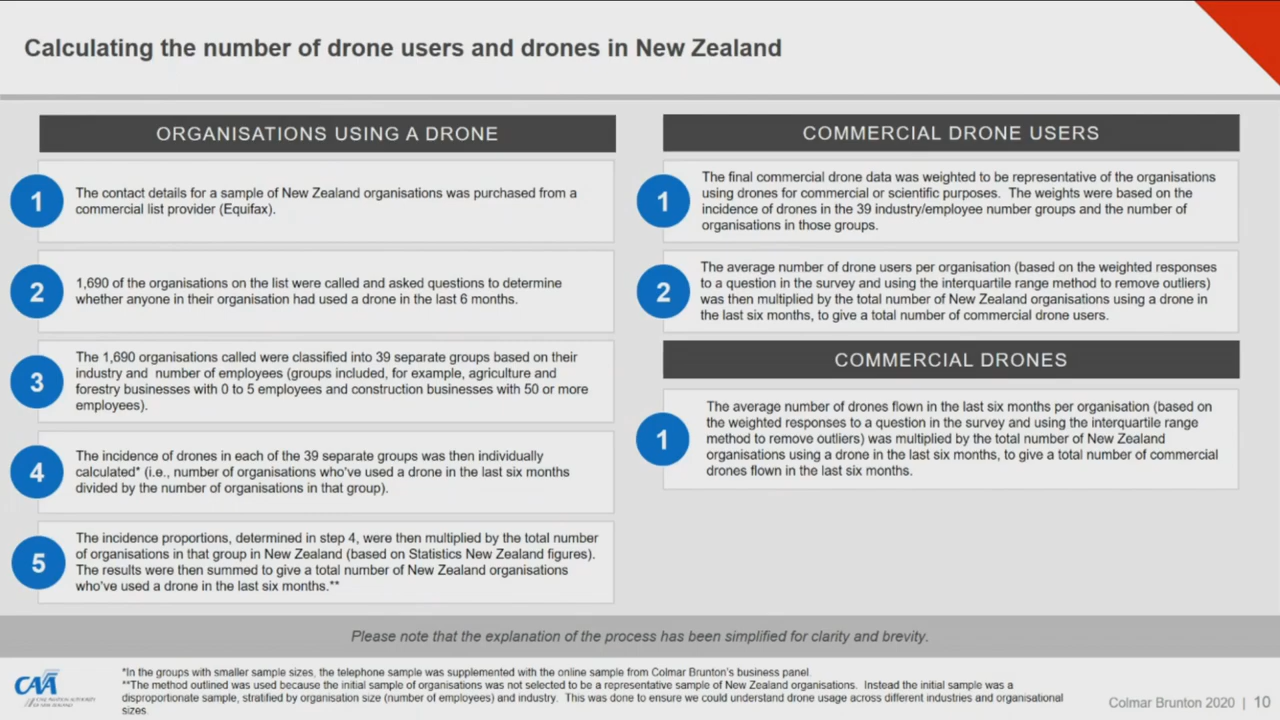 Calculating the number of drone users and drones in New Zealand
ORGANISATIONS USING A DRONE
1
The contact details for a sample of New Zealand organisations was purchased from a
commercial list provider (Equifax).
2
1,690 of the organisations on the list were called and asked questions to determine
whether anyone in their organisation had used a drone in the last 6 months.
3
The 1,690 organisations called were classified into 39 separate groups based on their
industry and number of employees (groups included, for example, agriculture and
forestry businesses with 0 to 5 employees and construction businesses with 50 or more
employees).
4
The incidence of drones in each of the 39 separate groups was then individually
calculated* (i.e., number of organisations who've used a drone in the last six months
divided by the number of organisations in that group).
5
The incidence proportions, determined in step 4, were then multiplied by the total number
of organisations in that group in New Zealand (based on Statistics New Zealand figures).
The results were then summed to give a total number of New Zealand organisations
who've used a drone in the last six months.**
COMMERCIAL DRONE USERS
1
The final commercial drone data was weighted to be representative of the organisations
using drones for commercial or scientific purposes. The weights were based on the
incidence of drones in the 39 industry/employee number groups and the number of
organisations in those groups.
2
The average number of drone users per organisation (based on the weighted responses
to a question in the survey and using the interquartile range method to remove outliers)
was then multiplied by the total number of New Zealand organisations using a drone in
the last six months, to give a total number of commercial drone users.
COMMERCIAL DRONES
1
The average number of drones flown in the last six months per organisation (based on
the weighted responses to a question in the survey and using the interquartile range
method to remove outliers) was multiplied by the total number of New Zealand
organisations using a drone in the last six months, to give a total number of commercial
drones flown in the last six months.
Please note that the explanation of the process has been simplified for clarity and brevity.
CAA
CIVIL AVIATION AUTHORITY
OF NEW ZEALAND
*In the groups with smaller sample sizes, the telephone sample was supplemented with the online sample from Colmar Brunton's business panel.
**The method outlined was used because the initial sample of organisations was not selected to be a representative sample of New Zealand organisations. Instead the initial sample was a
disproportionate sample, stratified by organisation size (number of employees) and industry. This was done to ensure we could understand drone usage across different industries and organisational
sizes.
Colmar Brunton 2020 | 10